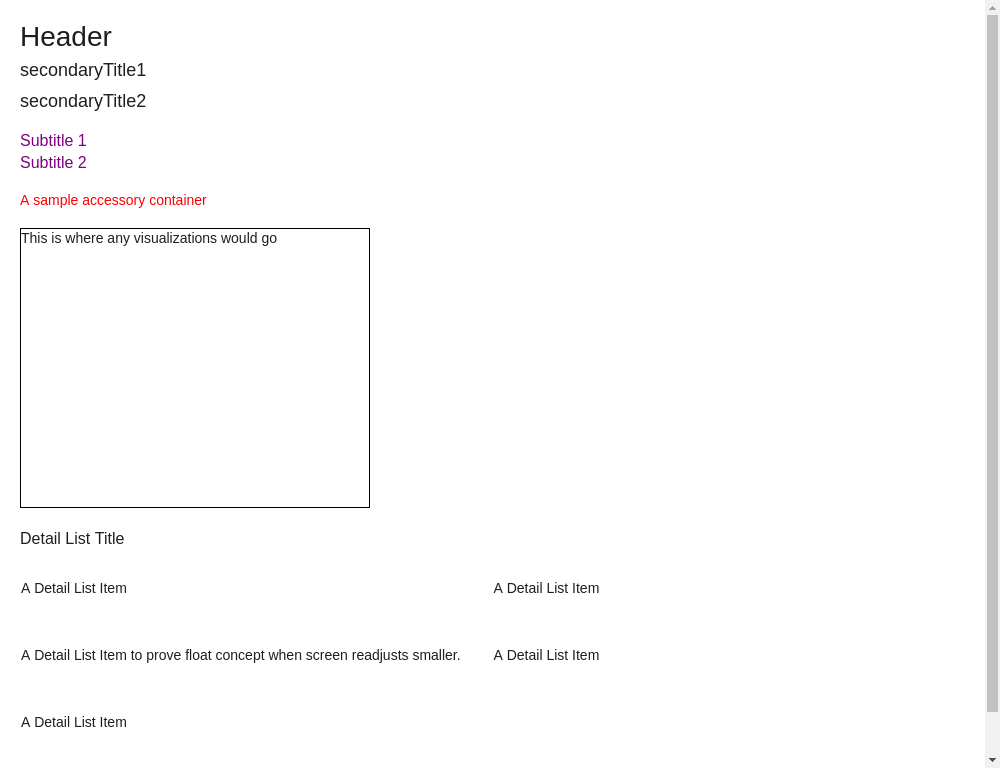 Header
secondaryTitle1
secondaryTitle2
Subtitle 1
Subtitle 2
A sample accessory container
This is where any visualizations would go
Detail List Title
A Detail List Item
A Detail List Item
A Detail List Item to prove float concept when screen readjusts smaller.
A Detail List Item
A Detail List Item